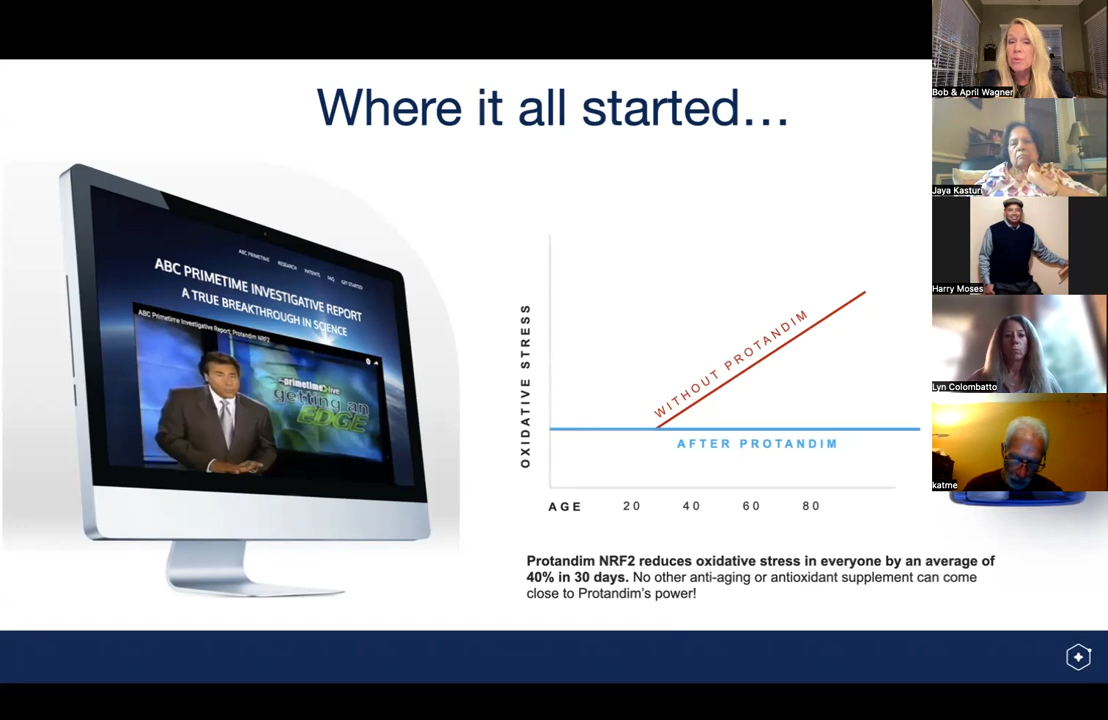 Where it all started…
ABC PRIMETIME
RESEARCH
PATENTS
FAQ
GET STARTED
ABC PRIMETIME INVESTIGATIVE REPORT
A TRUE BREAKTHROUGH IN SCIENCE
ABC Primetime Investigative Report: Protandim NRF2
primetime live:
getting an
EDGE
OXIDATIVE STRESS
WITHOUT PROTANDIM
AFTER PROTANDIM
AGE 20 40 60 80
Protandim NRF2 reduces oxidative stress in everyone by an average of
40% in 30 days. No other anti-aging or antioxidant supplement can come
close to Protandim's power!
Bob & April Wagner
Jaya Kasturi
Harry Moses
Lyn Colombatto
katme